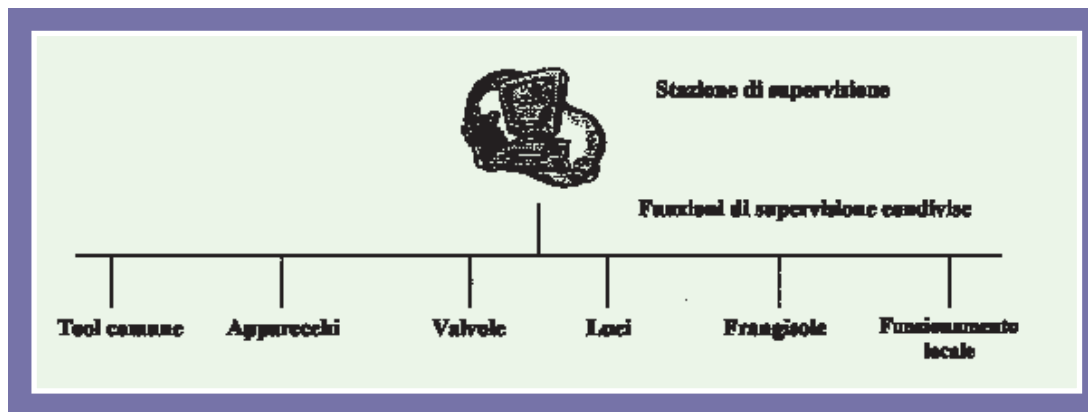 Stazione di supervisione
Funzioni di supervisione condivise
Tool comune
Apparecchi
Valvole
Luci
Frangisole
Funzionamento
locale